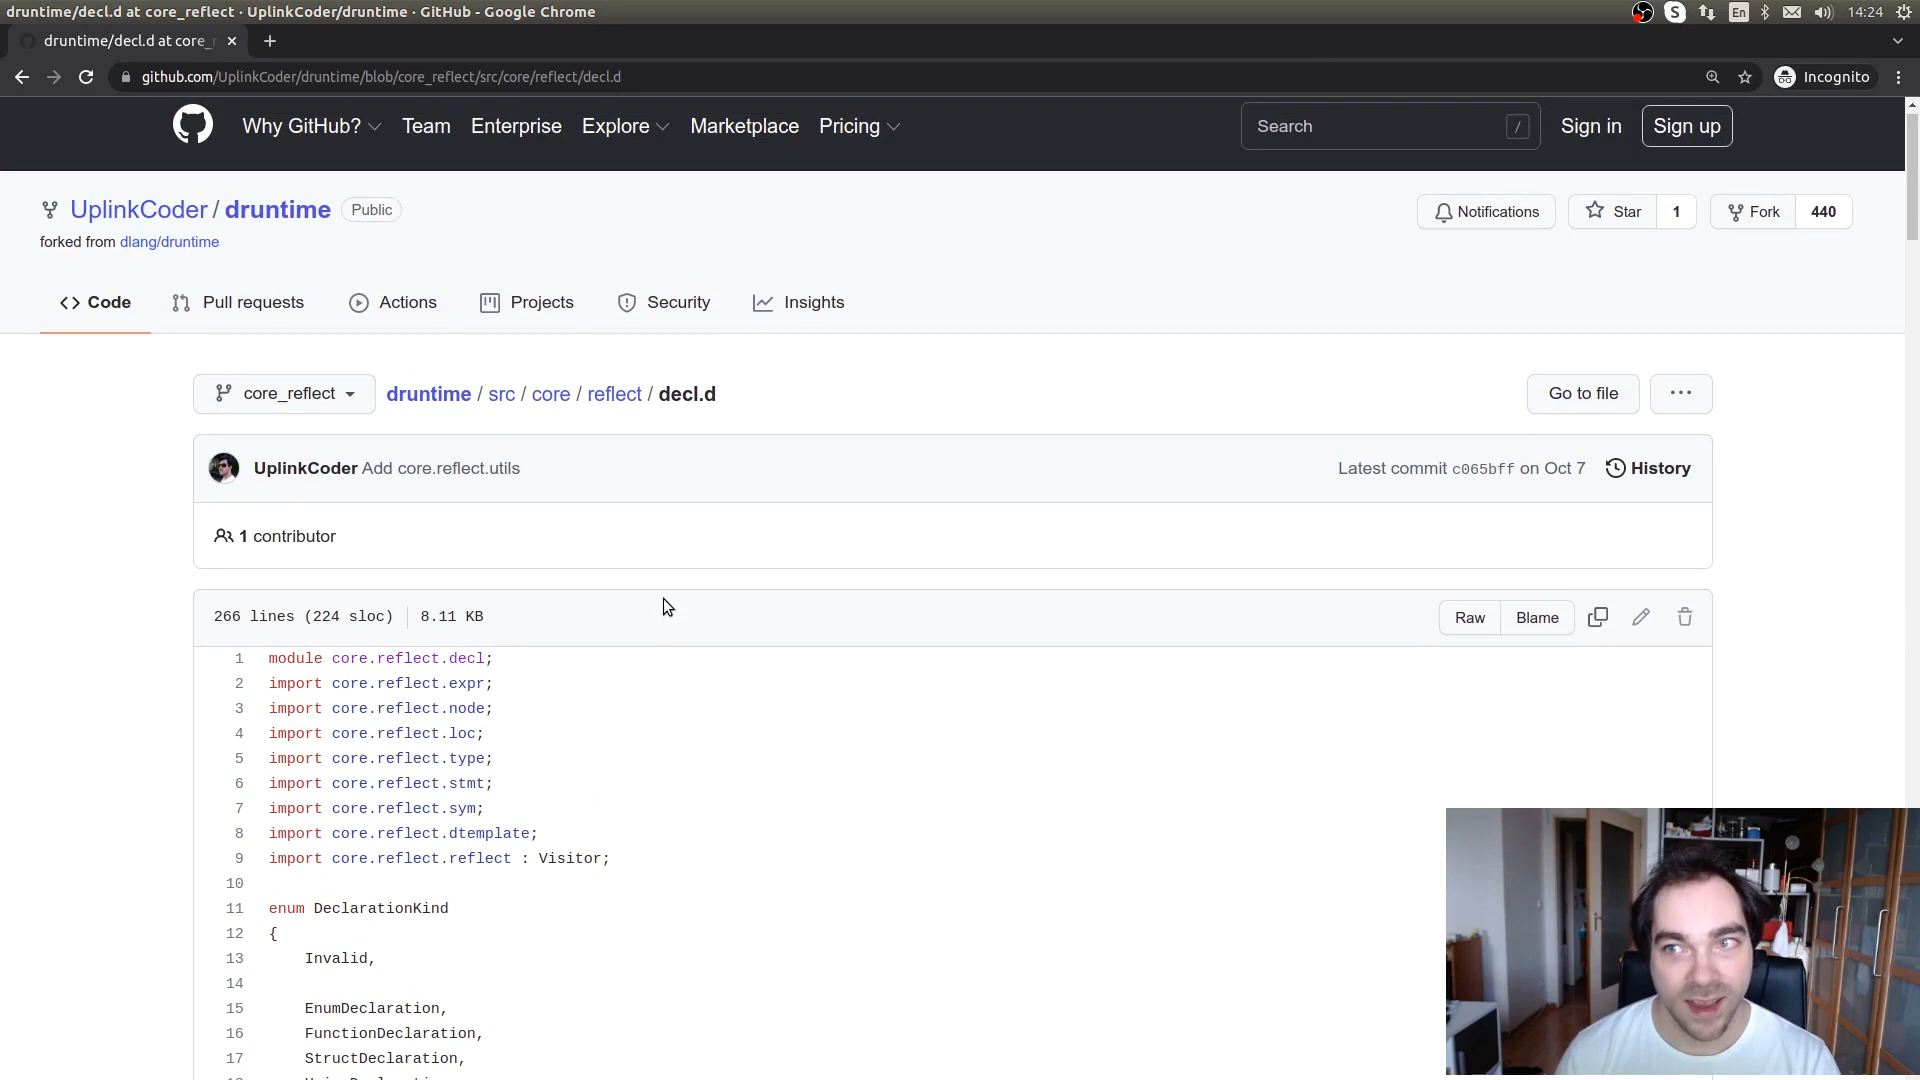 druntime/decl.d at core_reflect · UplinkCoder/druntime · GitHub - Google Chrome
S En 14:24
druntime/decl.d at core_r
github.com/UplinkCoder/druntime/blob/core_reflect/src/core/reflect/decl.d
Incognito
Why GitHub? Team Enterprise Explore Marketplace Pricing
Search /
Sign in Sign up
UplinkCoder / druntime Public
Notifications Star 1 Fork 440
forked from dlang/druntime
Code Pull requests Actions Projects Security Insights
core_reflect druntime / src / core / reflect / decl.d
Go to file ...
UplinkCoder Add core.reflect.utils
Latest commit c065bff on Oct 7 History
1 contributor
266 lines (224 sloc) 8.11 KB
Raw Blame
1 module core.reflect.decl;
2 import core.reflect.expr;
3 import core.reflect.node;
4 import core.reflect.loc;
5 import core.reflect.type;
6 import core.reflect.stmt;
7 import core.reflect.sym;
8 import core.reflect.dtemplate;
9 import core.reflect.reflect : Visitor;
10
11 enum DeclarationKind
12 {
13 Invalid,
14
15 EnumDeclaration,
16 FunctionDeclaration,
17 StructDeclaration,